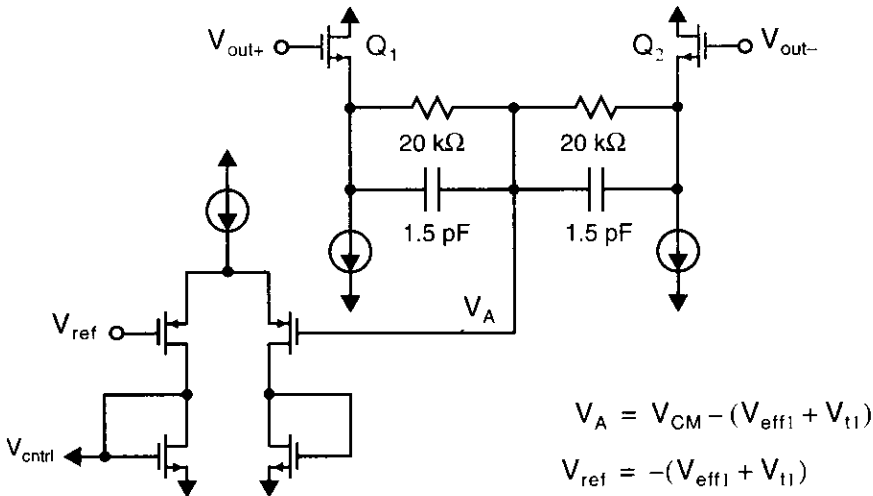 V_out+
Q_1
Q_2
V_out−
20 kΩ
20 kΩ
1.5 pF
1.5 pF
V_A
V_ref
V_cntrl
V_A = V_CM − (V_eff1 + V_t1)
V_ref = −(V_eff1 + V_t1)